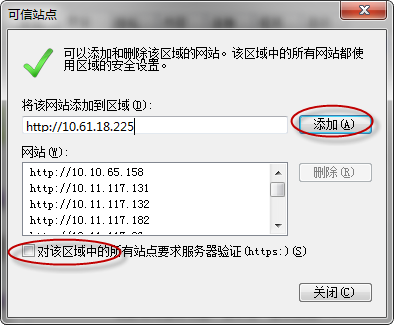 可信站点
可以添加和删除该区域的网站。该区域中的所有网站都使
用区域的安全设置。
将该网站添加到区域(D):
http://10.61.18.225
添加(A)
网站(W):
http://10.10.65.158
http://10.11.117.131
http://10.11.117.132
http://10.11.117.182
删除(R)
对该区域中的所有站点要求服务器验证(https:)(S)
关闭(C)